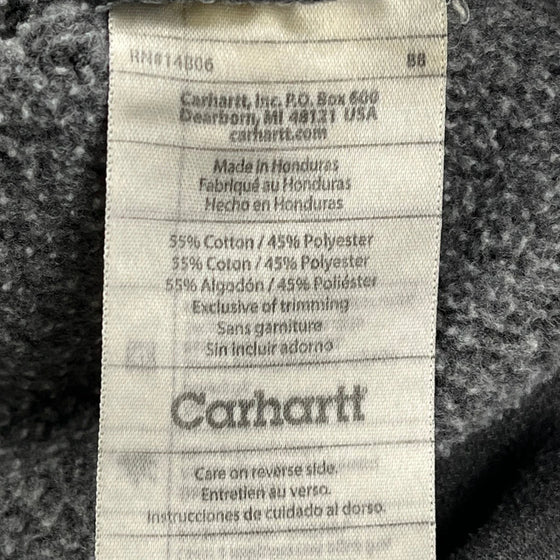 RN#14806 88
Carhartt, Inc. P.O. Box 600
Dearborn, MI 48121 USA
carhartt.com
Made in Honduras
Fabriqué au Honduras
Hecho en Honduras
55% Cotton / 45% Polyester
55% Coton / 45% Polyester
55% Algodón / 45% Poliéster
Exclusive of trimming
Sans garniture
Sin incluir adorno
Carhartt
Care on reverse side.
Entretien au verso.
Instrucciones de cuidado al dorso.